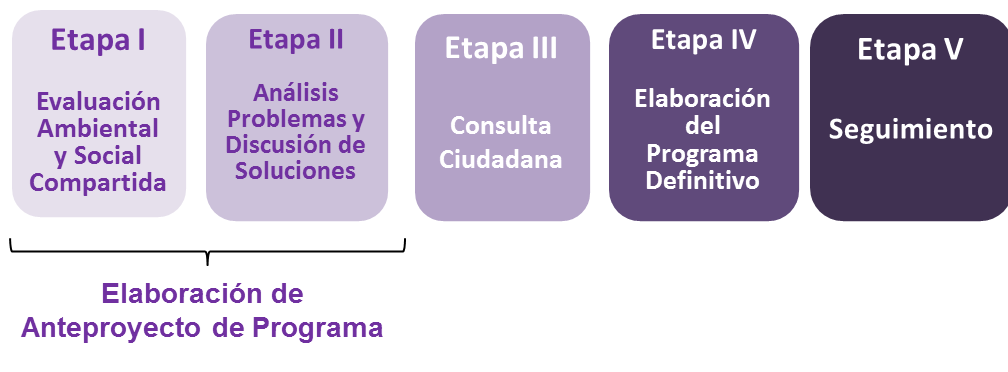 Etapa I
Evaluación
Ambiental
y Social
Compartida
Etapa II
Análisis
Problemas y
Discusión de
Soluciones
Etapa III
Consulta
Ciudadana
Etapa IV
Elaboración
del
Programa
Definitivo
Etapa V
Seguimiento
Elaboración de
Anteproyecto de Programa